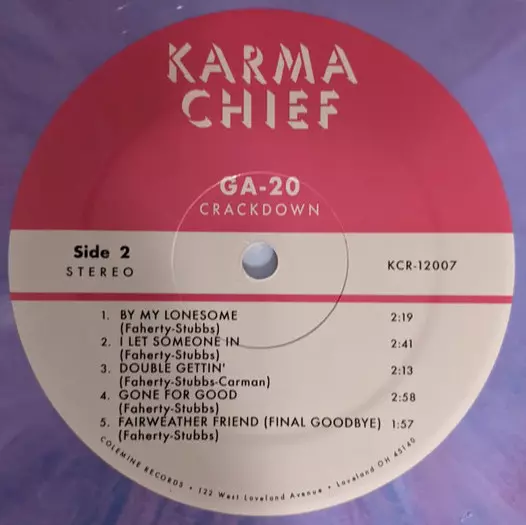 KARMA
CHIEF
GA-20
CRACKDOWN
Side 2
STEREO
KCR-12007
1. BY MY LONESOME 2:19
(Faherty-Stubbs)
2. I LET SOMEONE IN 2:41
(Faherty-Stubbs)
3. DOUBLE GETTIN' 2:13
(Faherty-Stubbs-Carman)
4. GONE FOR GOOD 2:58
(Faherty-Stubbs)
5. FAIRWEATHER FRIEND (FINAL GOODBYE) 1:57
(Faherty-Stubbs)
COLEMINE RECORDS • 122 West Loveland Avenue • Loveland OH 45140